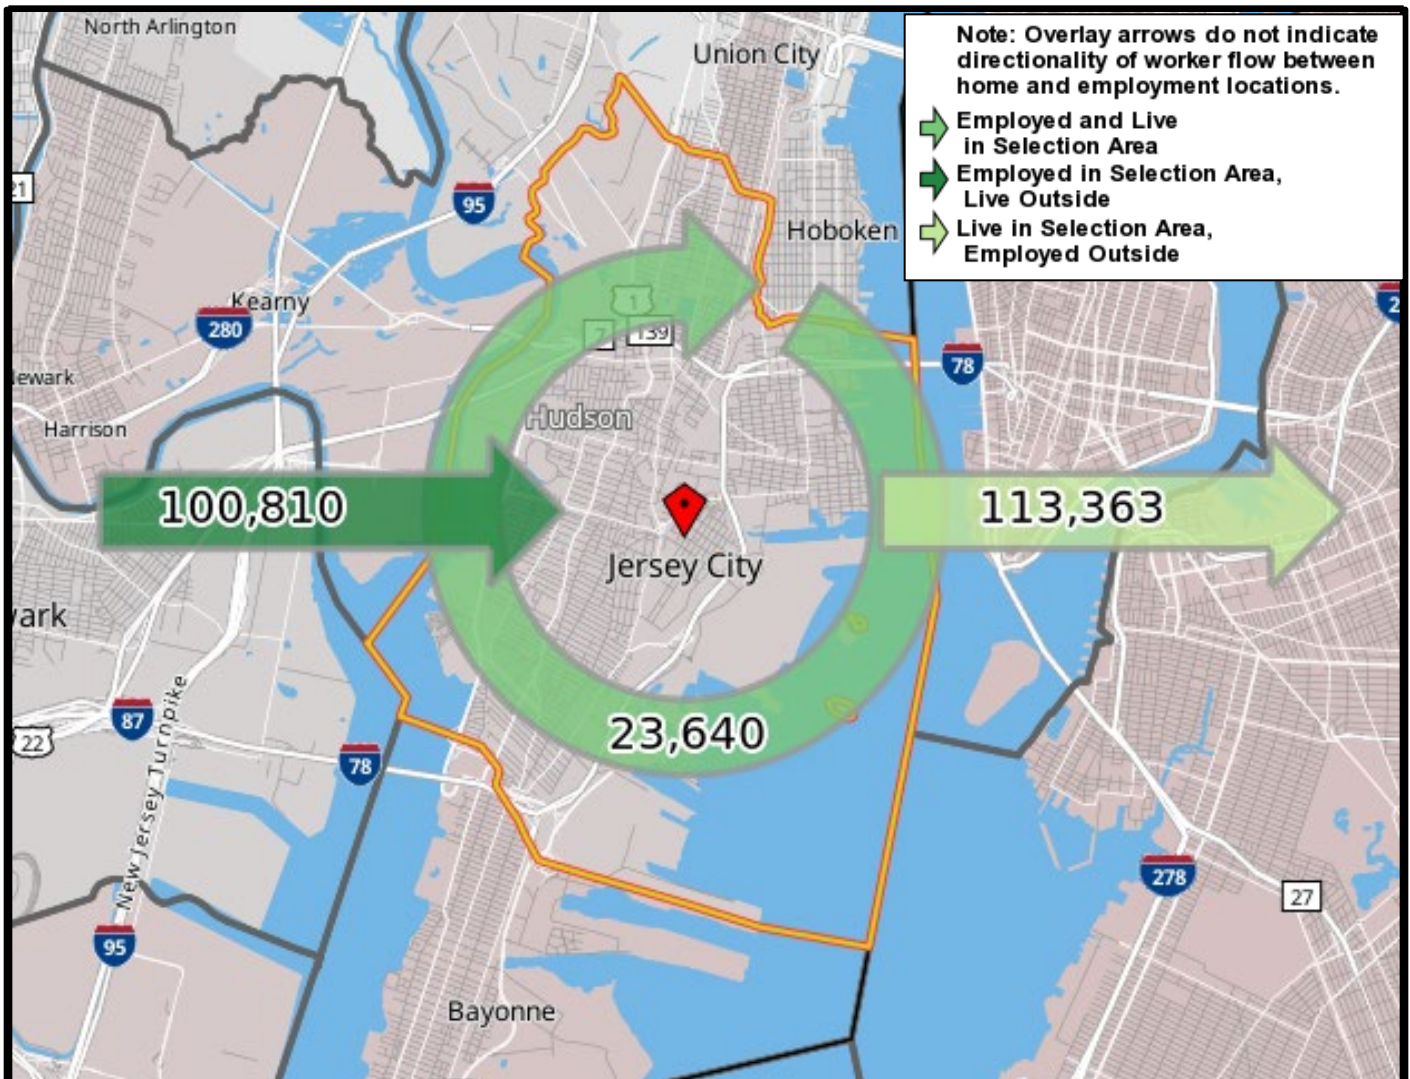 North Arlington
Union City
Note: Overlay arrows do not indicate
directionality of worker flow between
home and employment locations.
Employed and Live
in Selection Area
Employed in Selection Area,
Live Outside
Live in Selection Area,
Employed Outside
21
95
Hoboken
Kearny
280
1
7
139
78
2
ewark
Harrison
Hudson
100,810
113,363
Jersey City
ark
23,640
87
22
78
New Jersey Turnpike
278
27
95
Bayonne